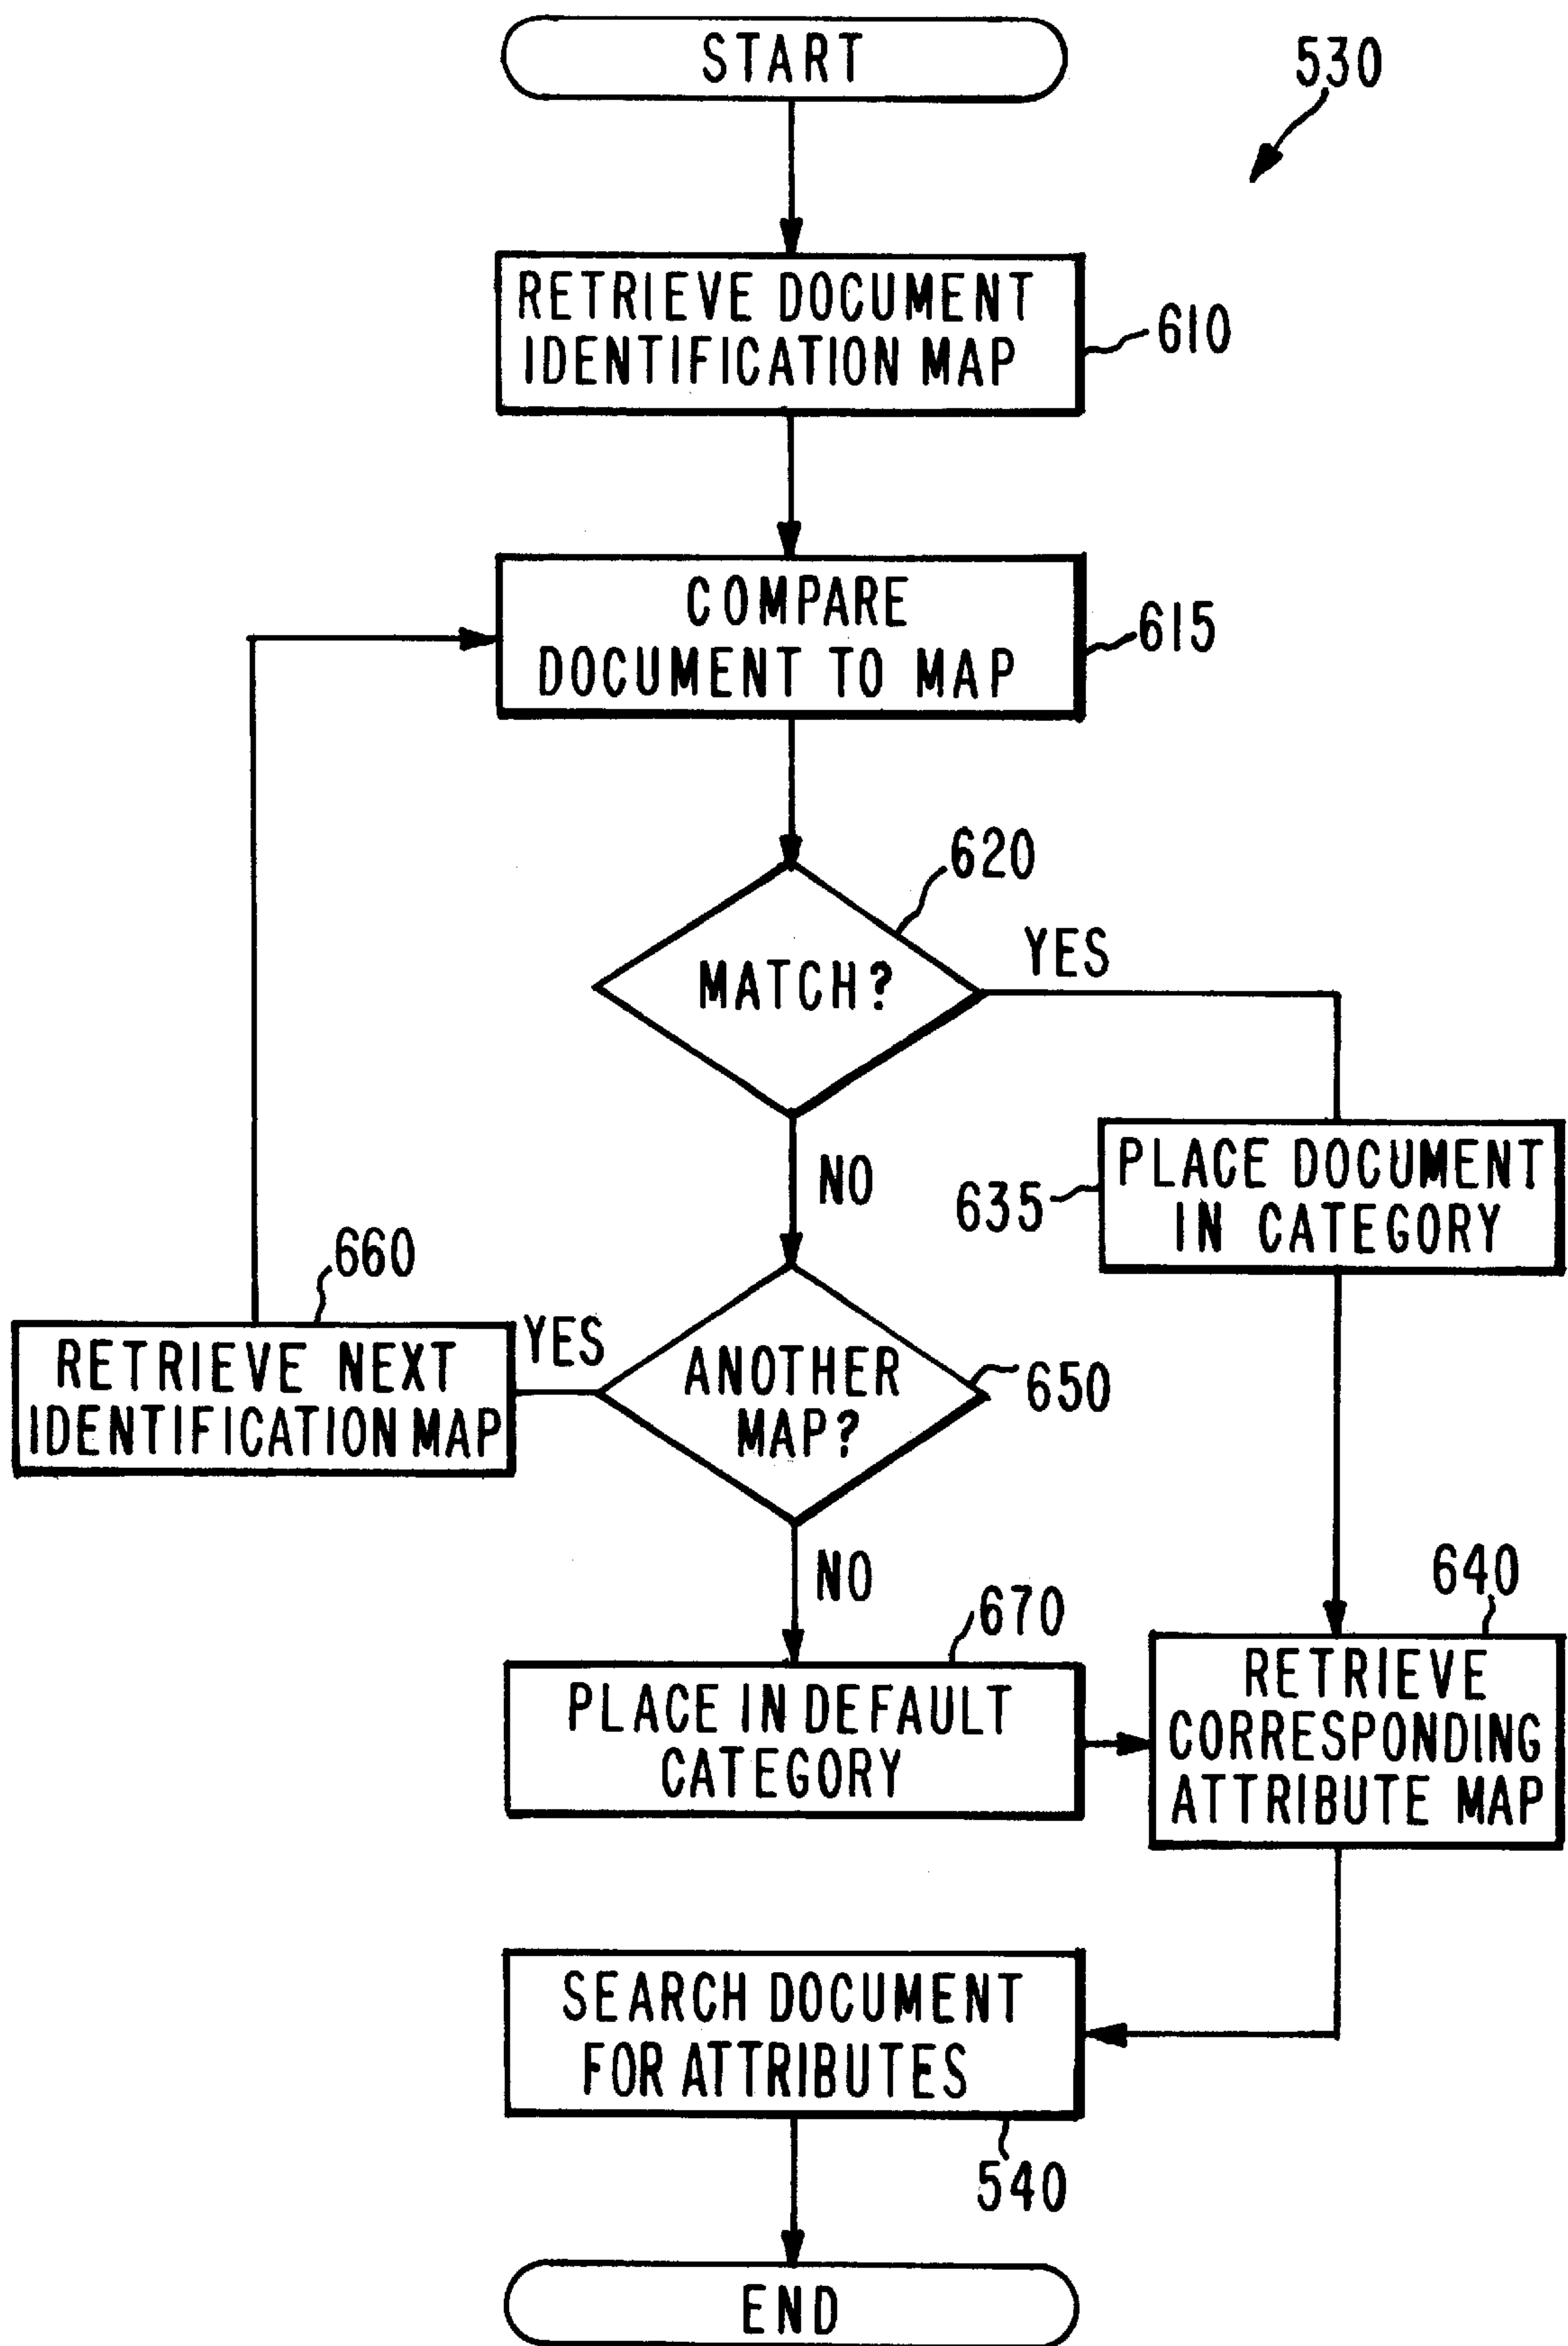 START
530
RETRIEVE DOCUMENT
IDENTIFICATION MAP
610
COMPARE
DOCUMENT TO MAP
615
620
MATCH?
YES
NO
PLACE DOCUMENT
IN CATEGORY
635
660
RETRIEVE NEXT
IDENTIFICATION MAP
YES
ANOTHER
MAP?
650
NO
670
PLACE IN DEFAULT
CATEGORY
640
RETRIEVE
CORRESPONDING
ATTRIBUTE MAP
SEARCH DOCUMENT
FOR ATTRIBUTES
540
END